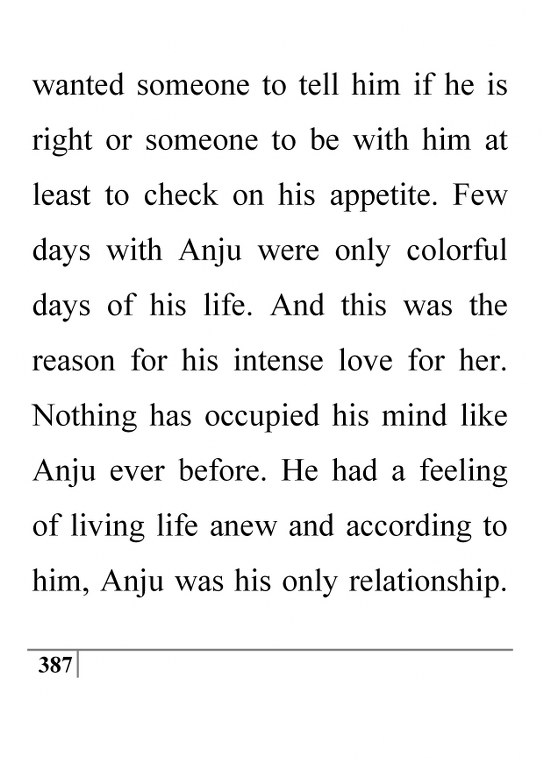 wanted someone to tell him if he is
right or someone to be with him at
least to check on his appetite. Few
days with Anju were only colorful
days of his life. And this was the
reason for his intense love for her.
Nothing has occupied his mind like
Anju ever before. He had a feeling
of living life anew and according to
him, Anju was his only relationship.
387